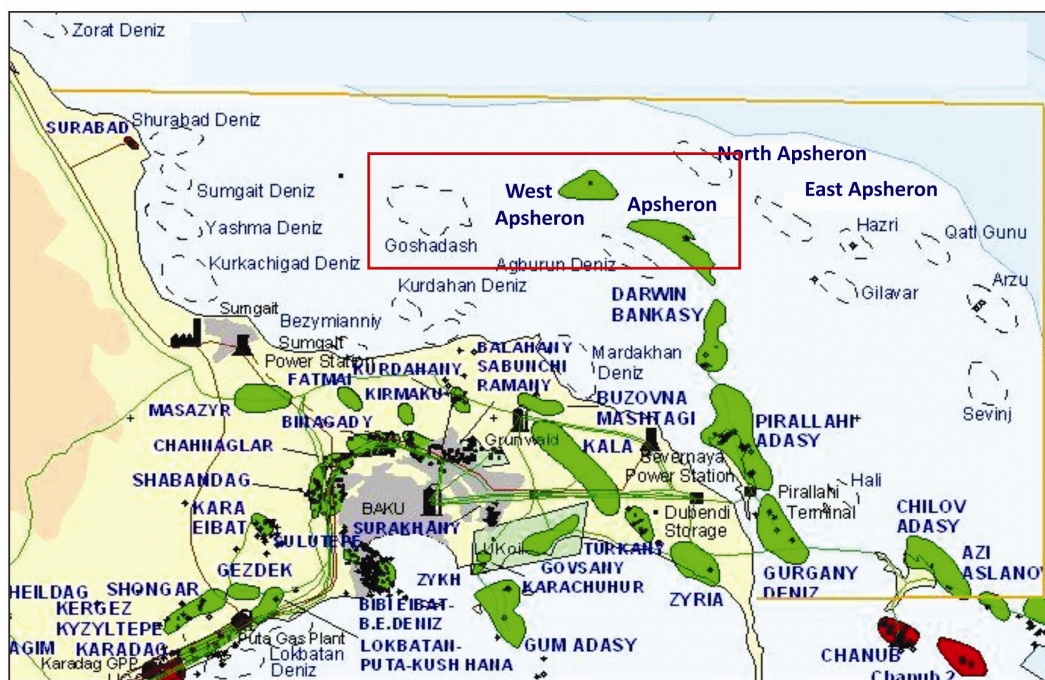 Zorat Deniz
SURABAD
Shurabad Deniz
North Apsheron
Sumgait Deniz
West
Apsheron
Apsheron
East Apsheron
Yashma Deniz
Goshadash
Hazri
Qatl Gunu
Kurkachigad Deniz
Agburun Deniz
Kurdahan Deniz
Gilavar
Arzu
DARWIN
BANKASY
Sumgait
Bezymianniy
Sumgait
Power Station
BALAHANY
SABUNCHI
RAMANY
Mardakhan
Deniz
FATMAI
KURDAHANY
KIRMAKU
BUZOVNA
MASHTAGI
Sevinj
MASAZYR
BINAGADY
PIRALLAHI
ADASY
CHAHNAGLAR
Grunwald
KALA
Severnaya
Power Station
SHABANDAG
Pirallahi
Terminal
Hali
KARA
EIBAT
BAKU
SURAKHANY
Dubendi
Storage
CHILOV
ADASY
SULUTEPE
LUKoil
TURKANY
GOVSANY
AZI
ASLANOV
GEZDEK
ZYKH
KARACHUHUR
ZYRIA
GURGANY
DENIZ
HEILDAG
SHONGAR
KERGEZ
KYZYLTEPE
BIBI EIBAT-
B.E.DENIZ
AGIM
KARADAG
Puta Gas Plant
LOKBATAN-
PUTA-KUSH HANA
GUM ADASY
CHANUB
Karadag GPP
Lokbatan
Deniz
Chanub 2